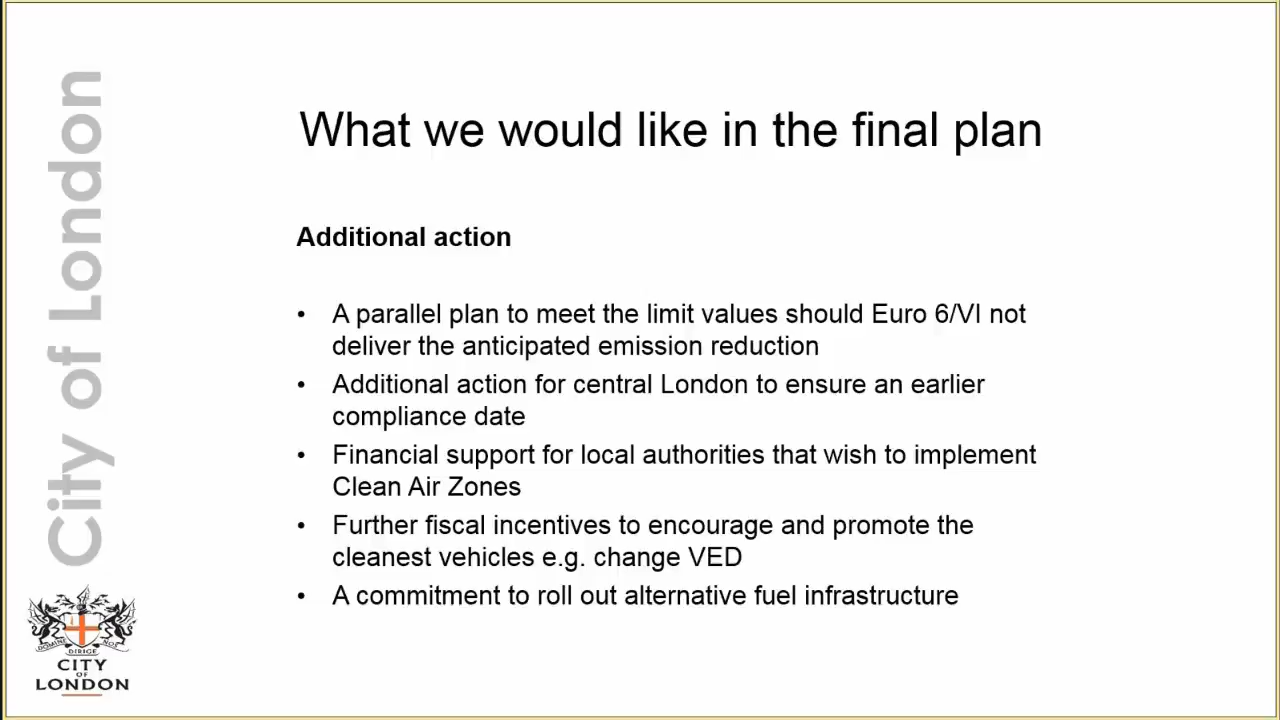 City of London
What we would like in the final plan
Additional action
• A parallel plan to meet the limit values should Euro 6/VI not
deliver the anticipated emission reduction
• Additional action for central London to ensure an earlier
compliance date
• Financial support for local authorities that wish to implement
Clean Air Zones
• Further fiscal incentives to encourage and promote the
cleanest vehicles e.g. change VED
• A commitment to roll out alternative fuel infrastructure
DOMINE DIRIGE NOS
CITY
OF
LONDON